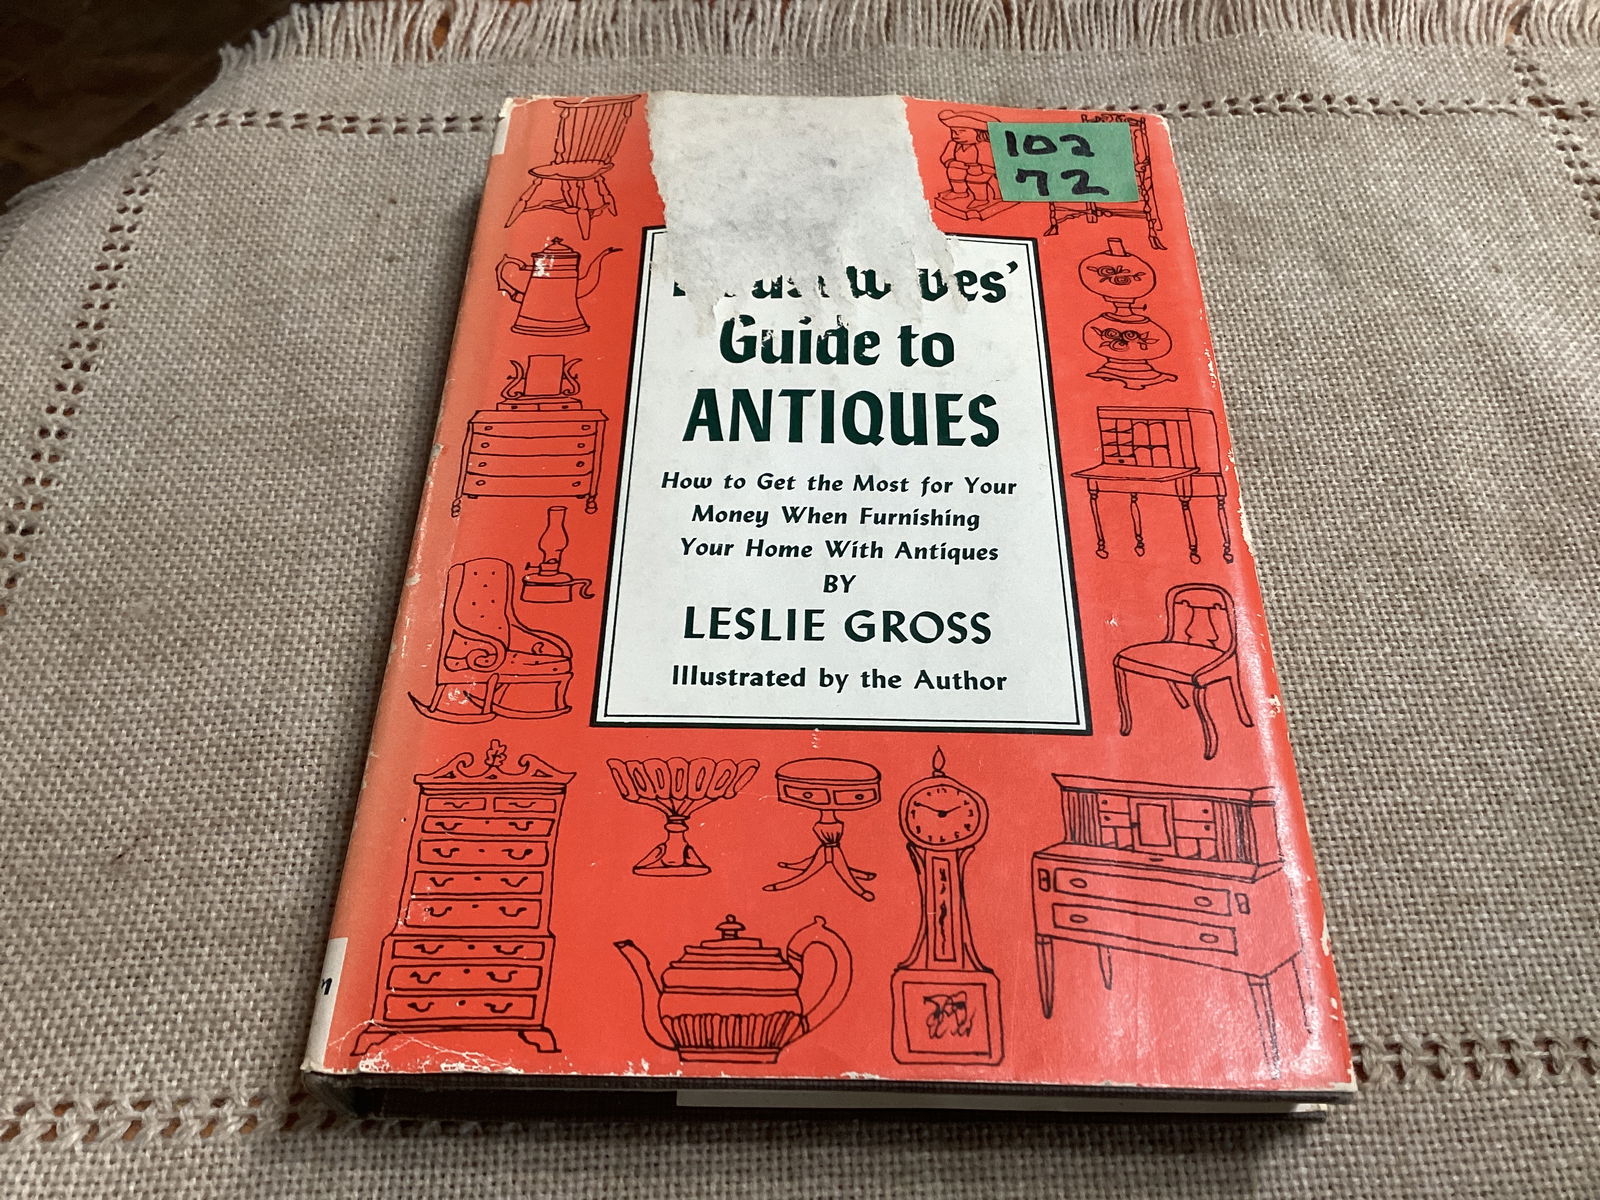 102
72
Guide to
ANTIQUES
How to Get the Most for Your
Money When Furnishing
Your Home With Antiques
BY
LESLIE GROSS
Illustrated by the Author